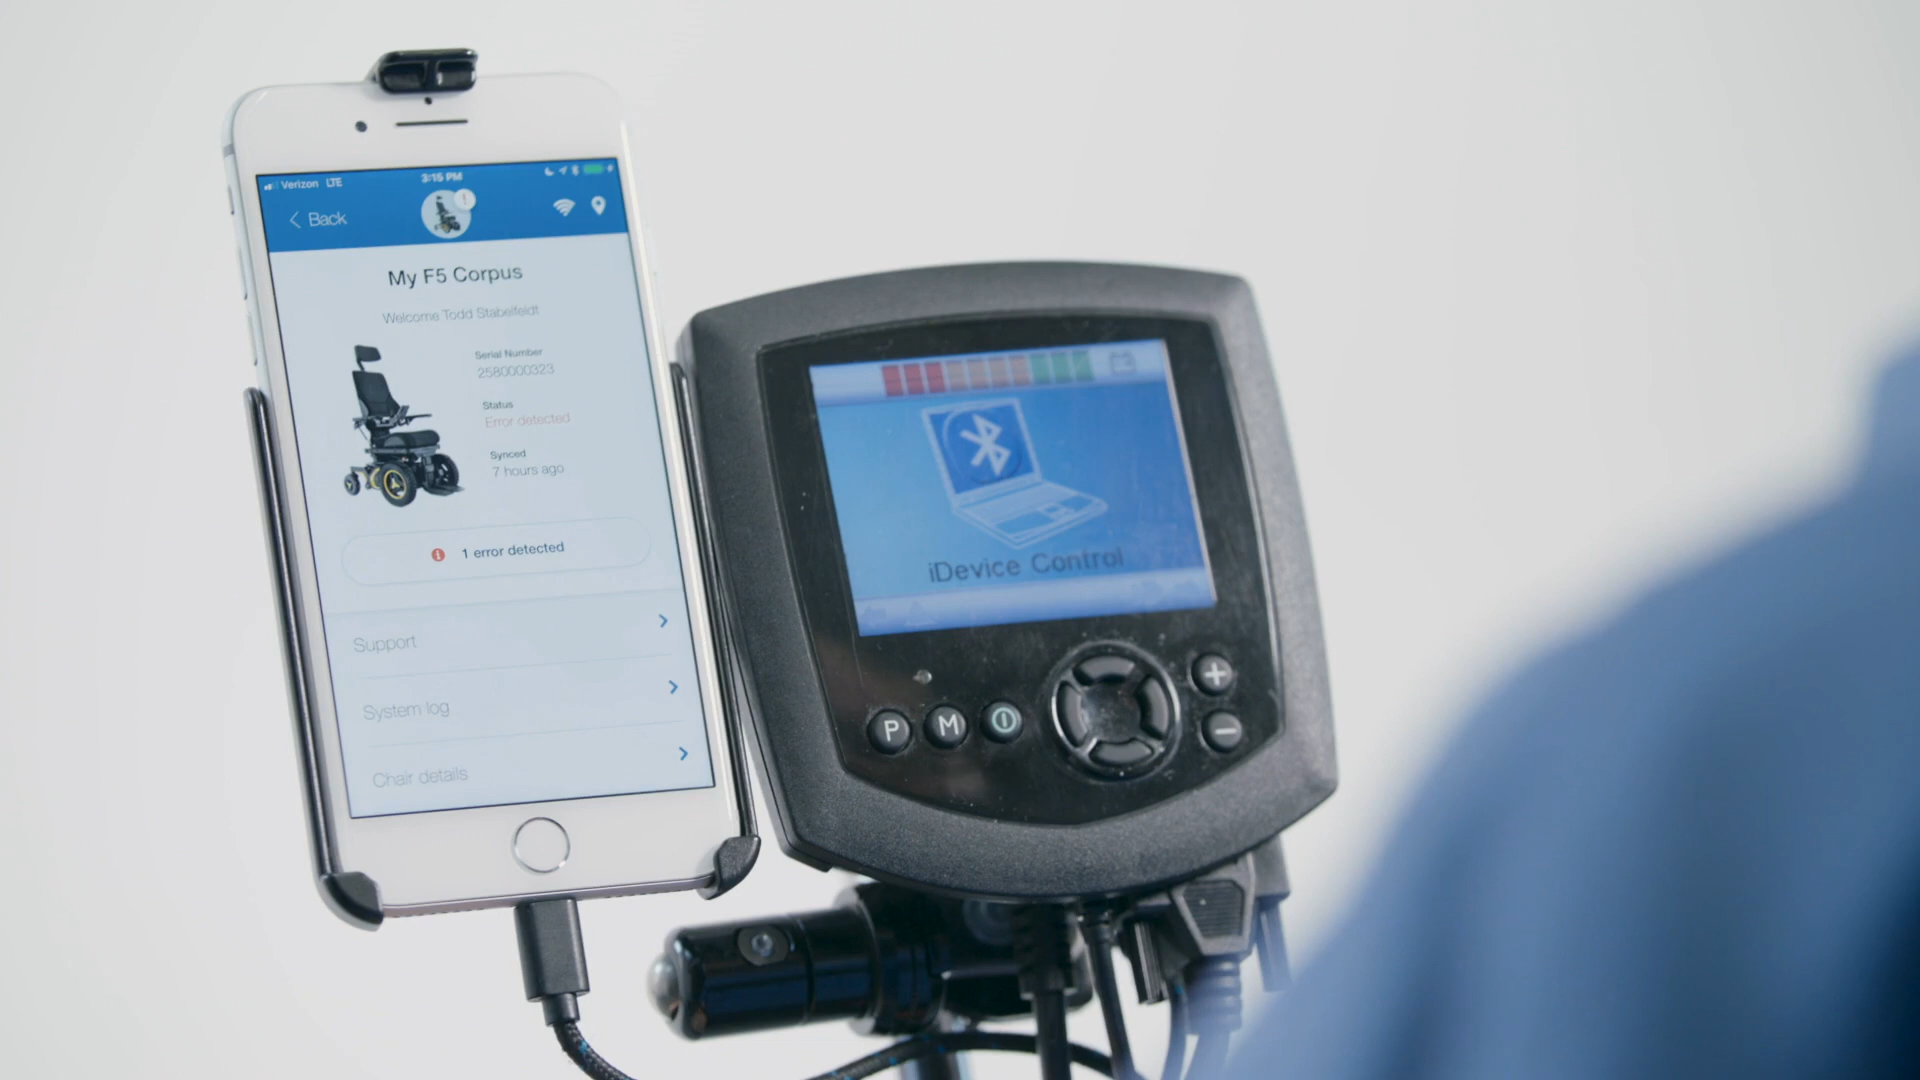 Verizon LTE
3:15 PM
Back
My F5 Corpus
Welcome Todd Stabelfeldt
Serial Number
2580000323
Status
Error detected
Synced
7 hours ago
1 error detected
Support
System log
Chair details
iDevice Control
P M